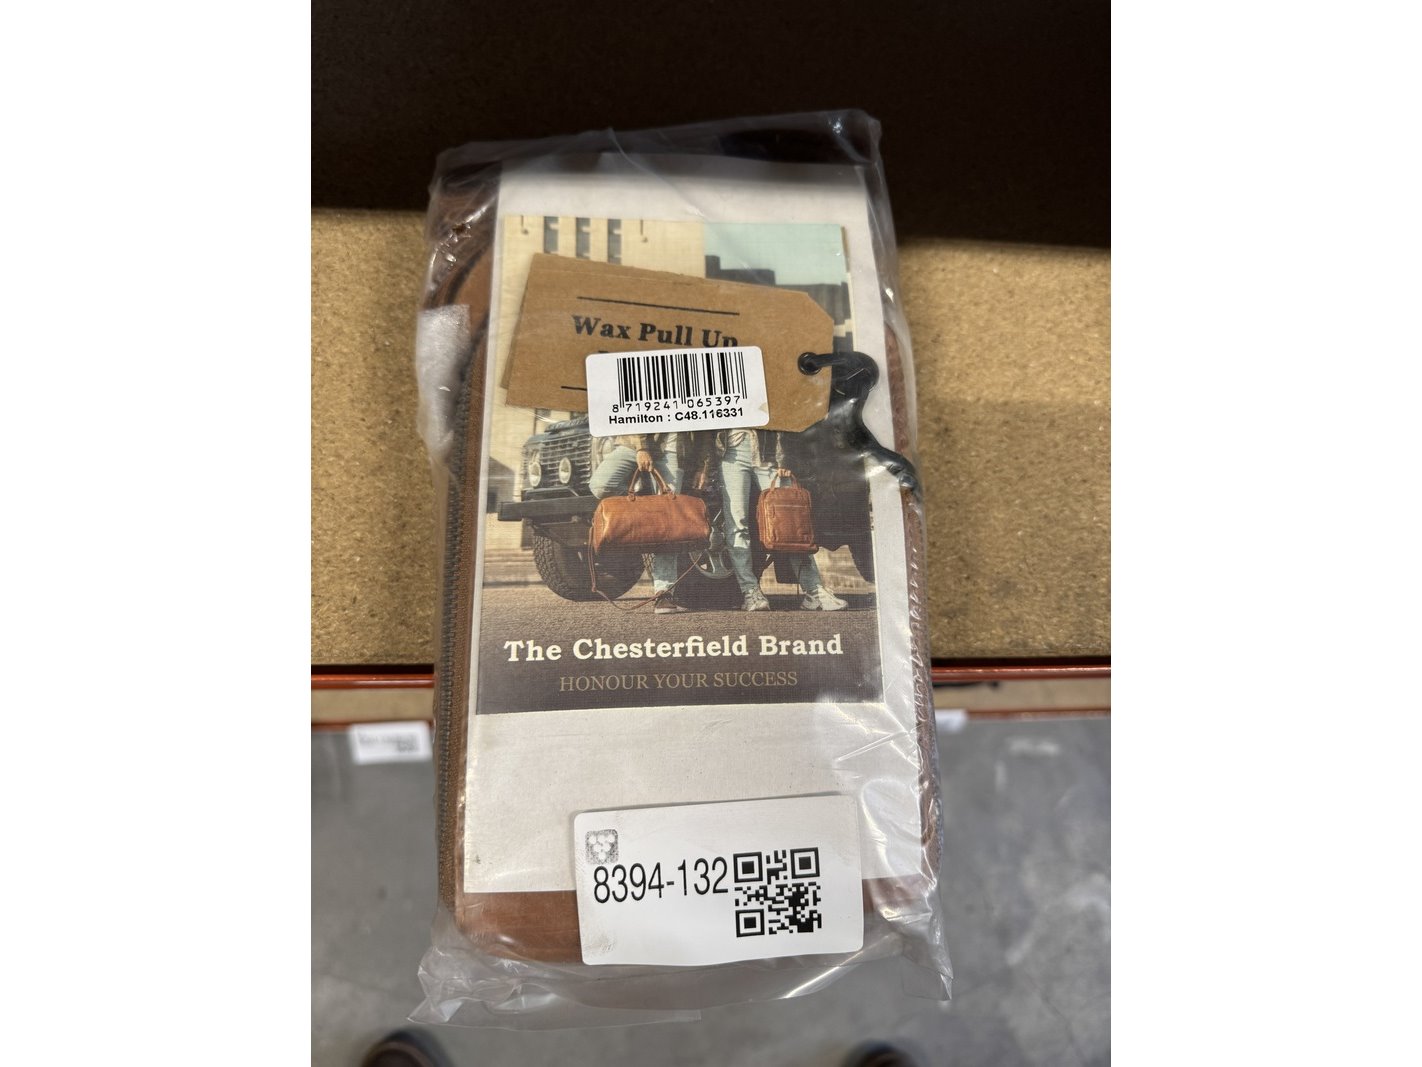 Wax Pull Up
8 719241 065397
Hamilton : C48.116331
The Chesterfield Brand
HONOUR YOUR SUCCESS
8394-132